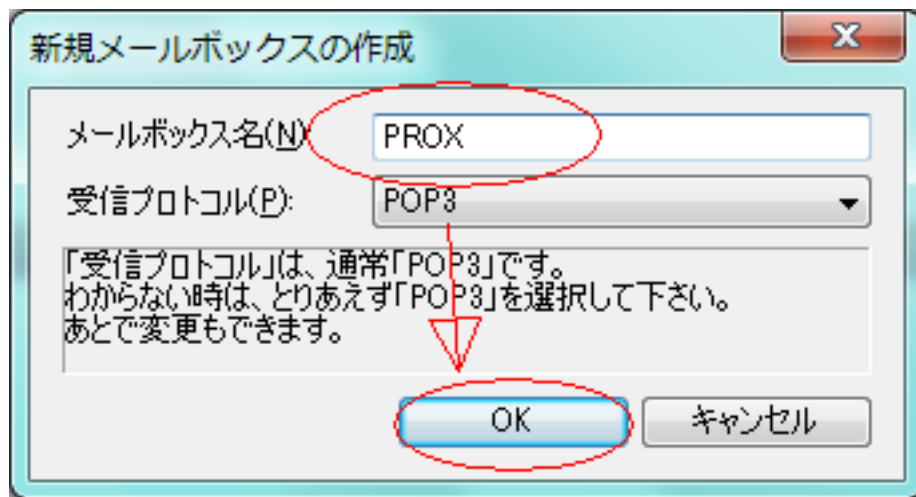 新規メールボックスの作成
メールボックス名(N)
PROX
受信プロトコル(P):
POP3
「受信プロトコル」は、通常「POP3」です。
わからない時は、とりあえず「POP3」を選択して下さい。
あとで変更もできます。
OK
キャンセル